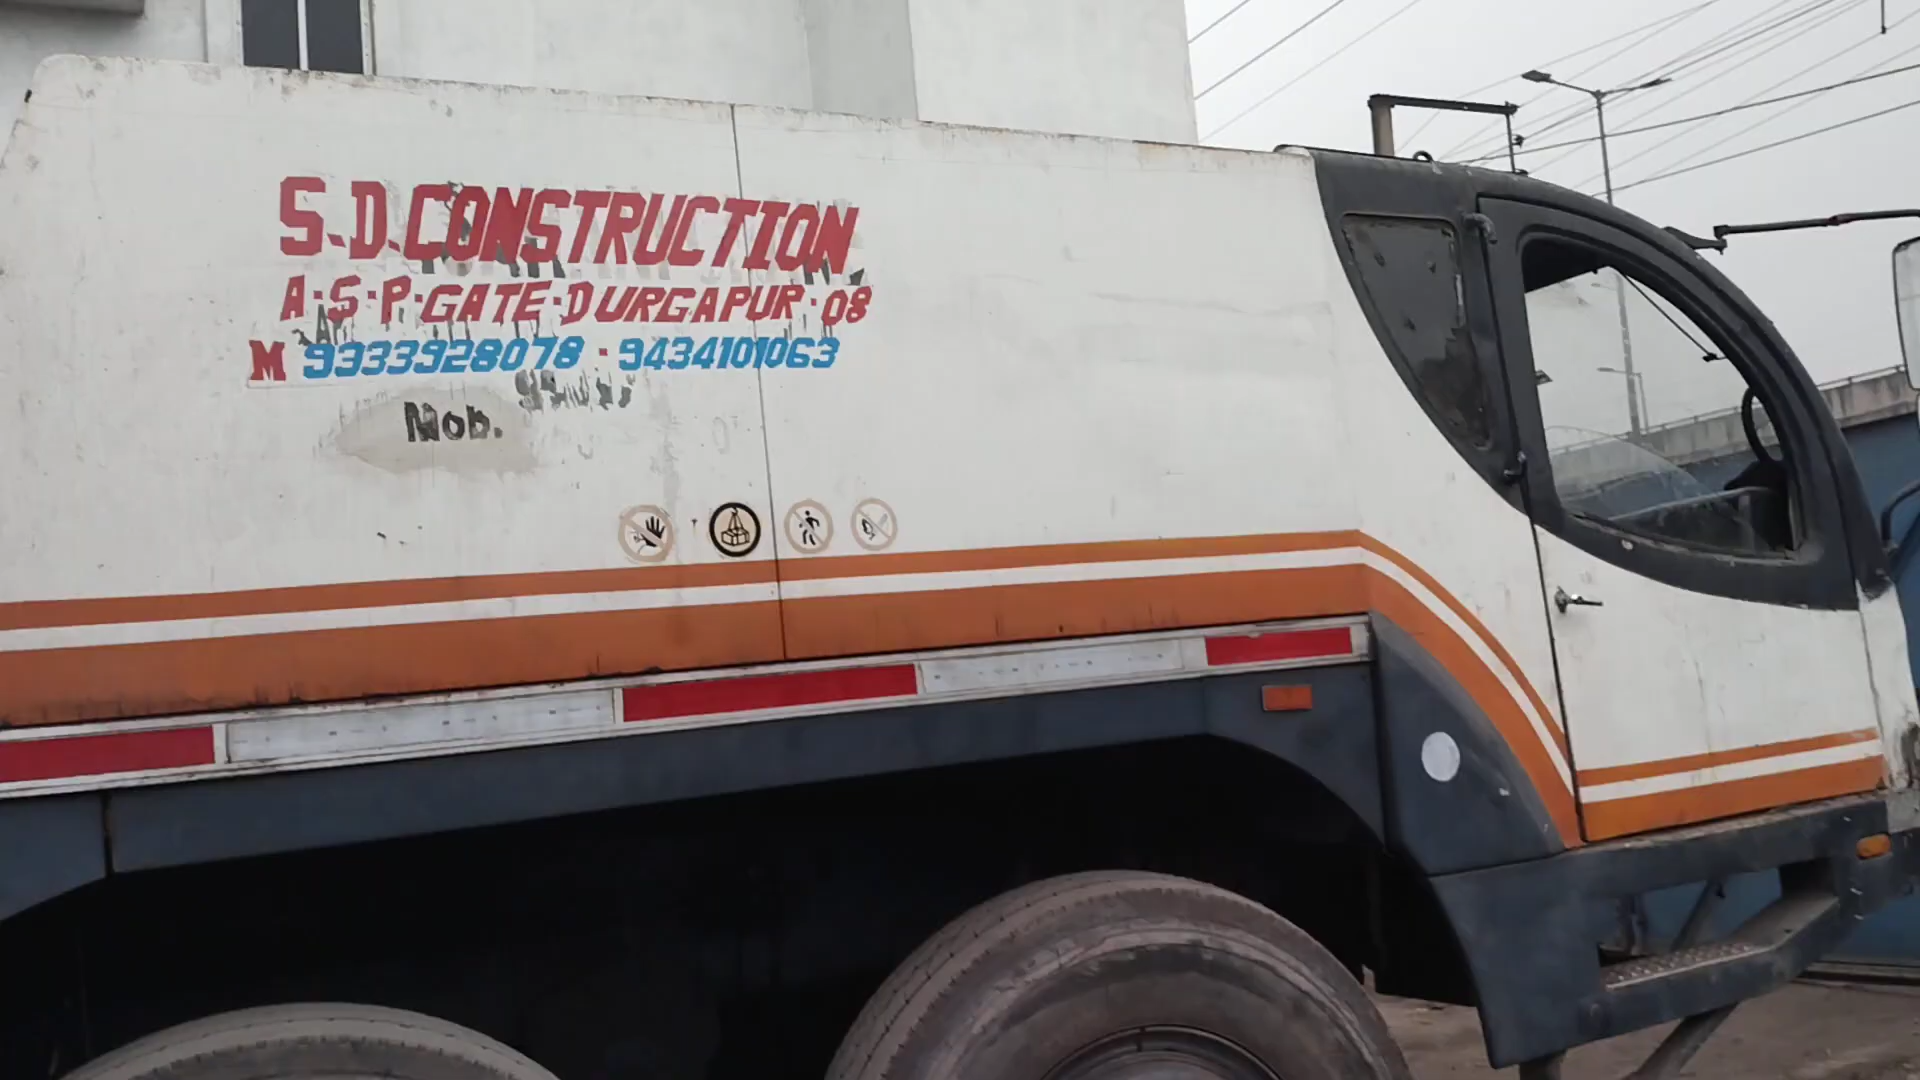 S.D.CONSTRUCTION
A.S.P.GATE.DURGAPUR.08
M 9333928078 . 9434101063
Mob.